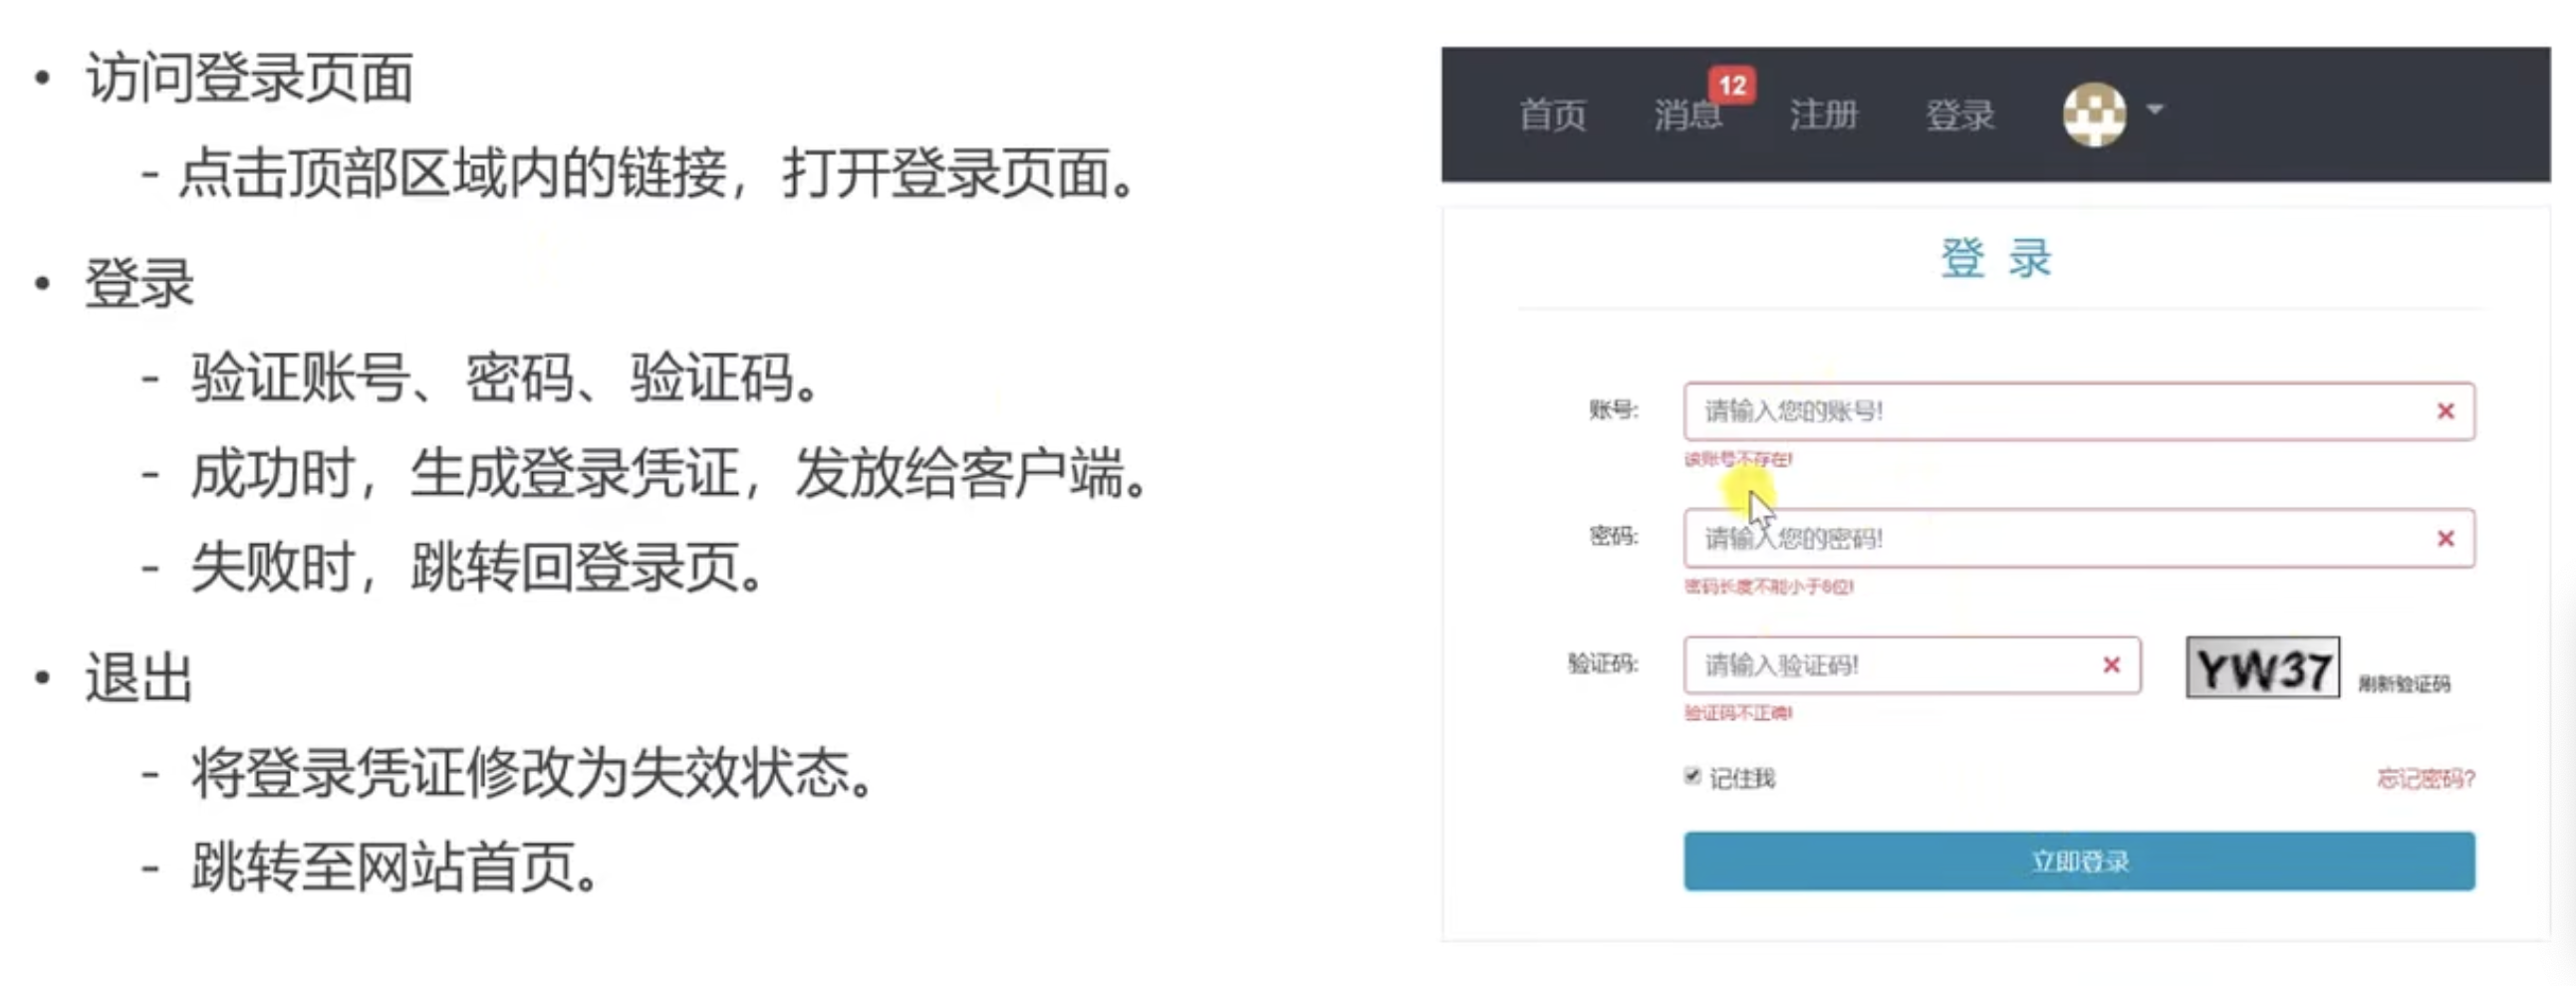 • 访问登录页面
- 点击顶部区域内的链接，打开登录页面。
• 登录
- 验证账号、密码、验证码。
- 成功时，生成登录凭证，发放给客户端。
- 失败时，跳转回登录页。
• 退出
- 将登录凭证修改为失效状态。
- 跳转至网站首页。
首页 消息 12 注册 登录
登 录
账号: 请输入您的账号!
该账号不存在!
密码: 请输入您的密码!
密码长度不能小于8位!
验证码: 请输入验证码! YW37 刷新验证码
验证码不正确!
记住我 忘记密码?
立即登录